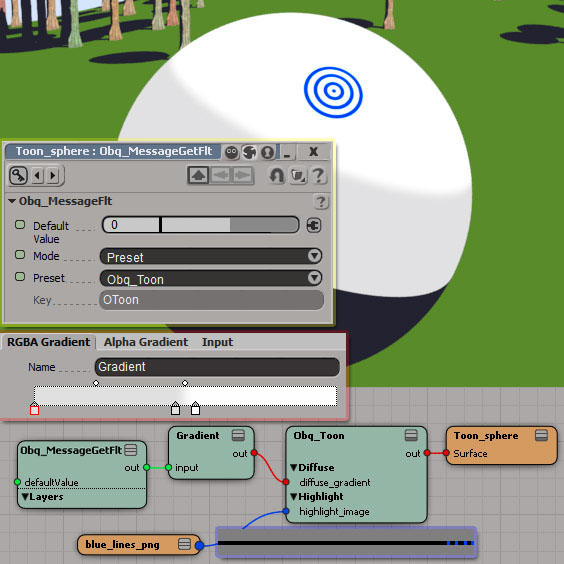 Toon_sphere : Obq_MessageGetFlt
Obq_MessageFlt
Default Value
0
Mode
Preset
Preset
Obq_Toon
Key
OToon
RGBA Gradient
Alpha Gradient
Input
Name
Gradient
Obq_MessageGetFlt
out
defaultValue
Layers
Gradient
out
input
Obq_Toon
out
Diffuse
diffuse_gradient
Highlight
highlight_image
Toon_sphere
Surface
blue_lines_png